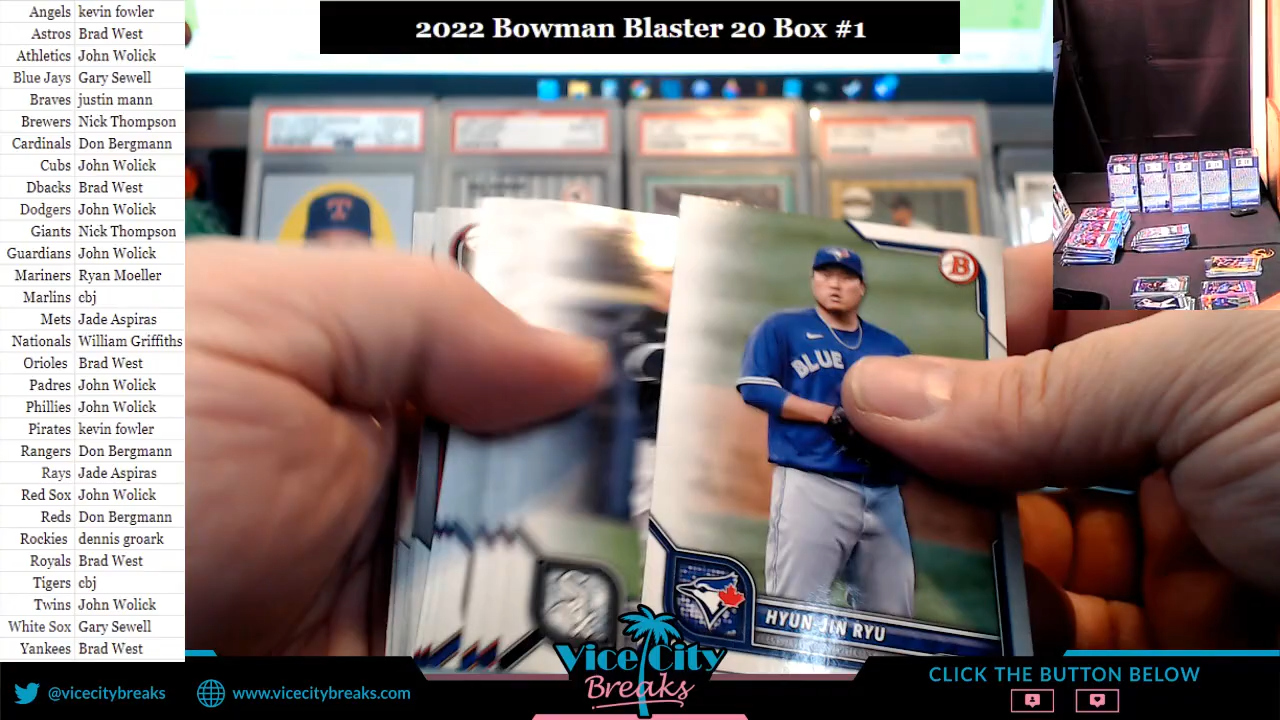 2022 Bowman Blaster 20 Box #1
Angels kevin fowler
Astros Brad West
Athletics John Wolick
Blue Jays Gary Sewell
Braves justin mann
Brewers Nick Thompson
Cardinals Don Bergmann
Cubs John Wolick
Dbacks Brad West
Dodgers John Wolick
Giants Nick Thompson
Guardians John Wolick
Mariners Ryan Moeller
Marlins cbj
Mets Jade Aspiras
Nationals William Griffiths
Orioles Brad West
Padres John Wolick
Phillies John Wolick
Pirates kevin fowler
Rangers Don Bergmann
Rays Jade Aspiras
Red Sox John Wolick
Reds Don Bergmann
Rockies dennis groark
Royals Brad West
Tigers cbj
Twins John Wolick
White Sox Gary Sewell
Yankees Brad West
T
B
BLUE
HYUN JIN RYU
Vice City
Breaks
@vicecitybreaks
www.vicecitybreaks.com
CLICK THE BUTTON BELOW